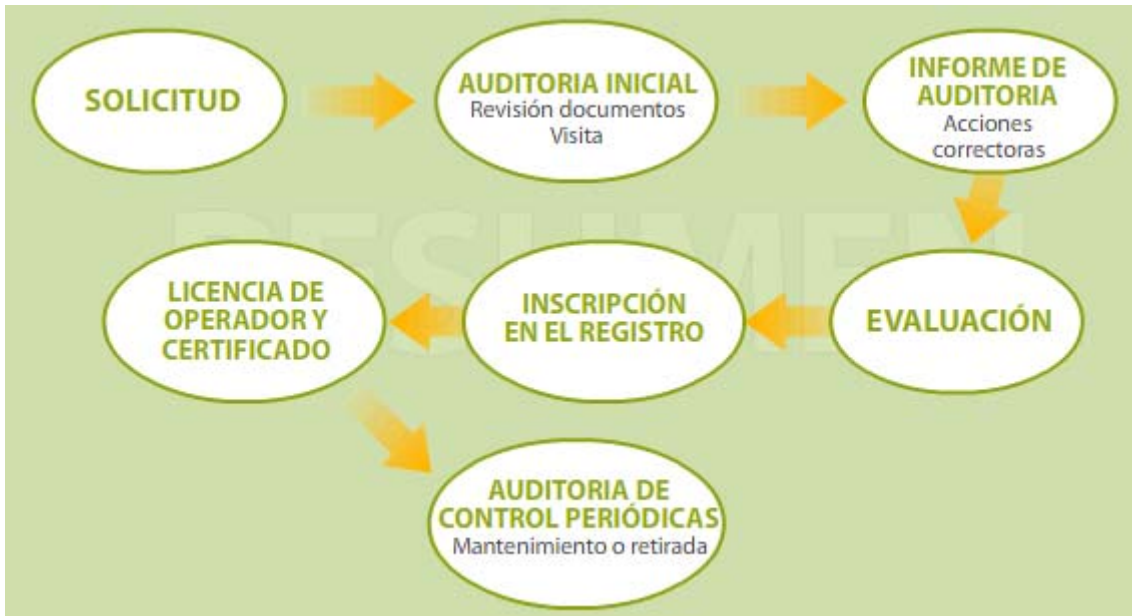 SOLICITUD
AUDITORIA INICIAL
Revisión documentos
Visita
INFORME DE
AUDITORIA
Acciones
correctoras
RESUMEN
EVALUACIÓN
INSCRIPCIÓN
EN EL REGISTRO
LICENCIA DE
OPERADOR Y
CERTIFICADO
AUDITORIA DE
CONTROL PERIÓDICAS
Mantenimiento o retirada